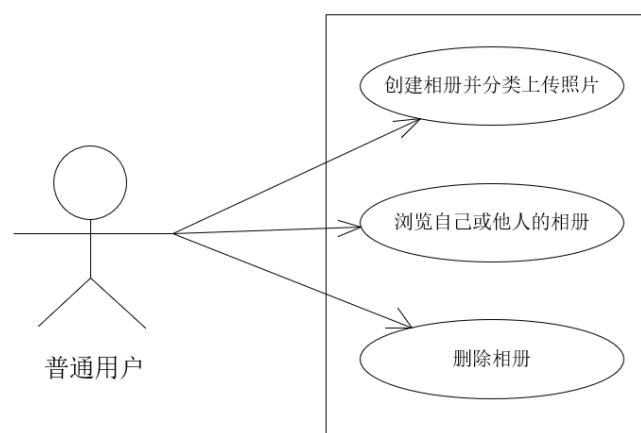 创建相册并分类上传照片
浏览自己或他人的相册
删除相册
普通用户